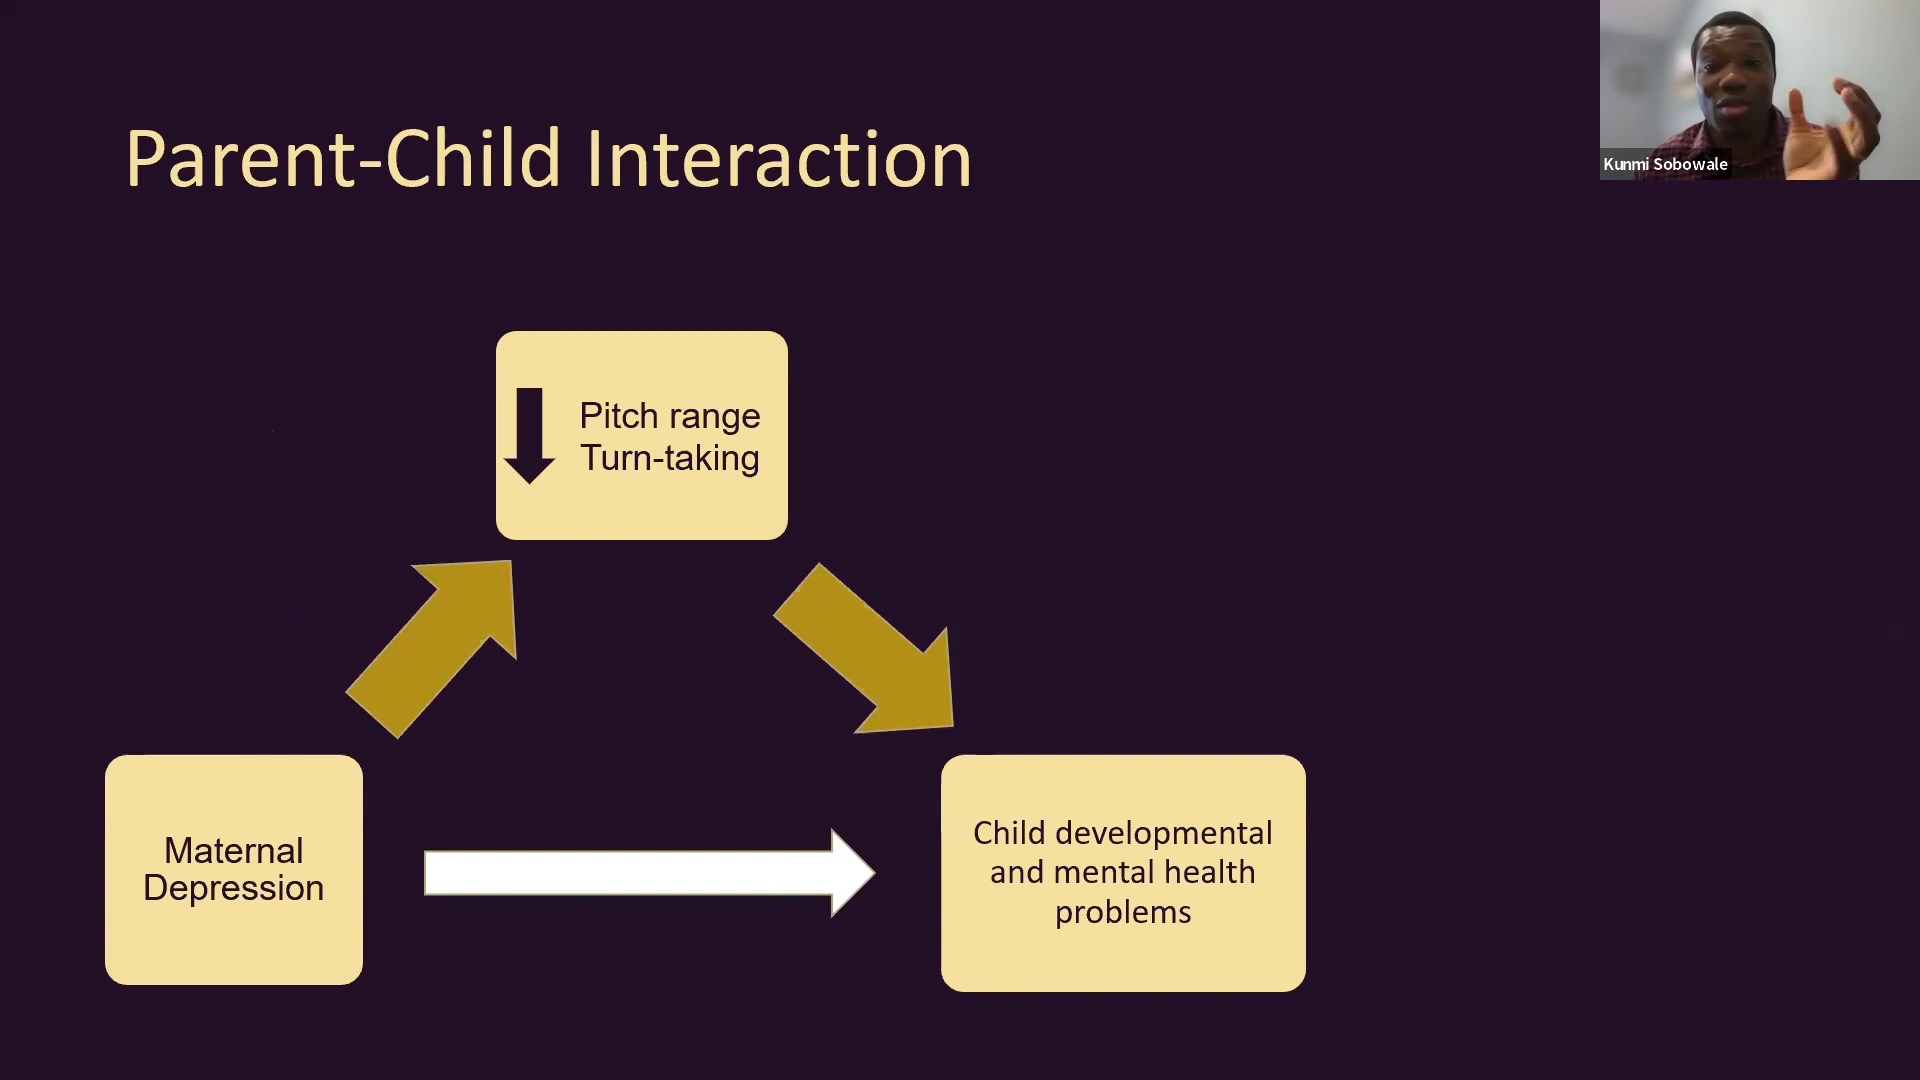 Parent-Child Interaction
Kunmi Sobowale
Pitch range
Turn-taking
Maternal
Depression
Child developmental
and mental health
problems